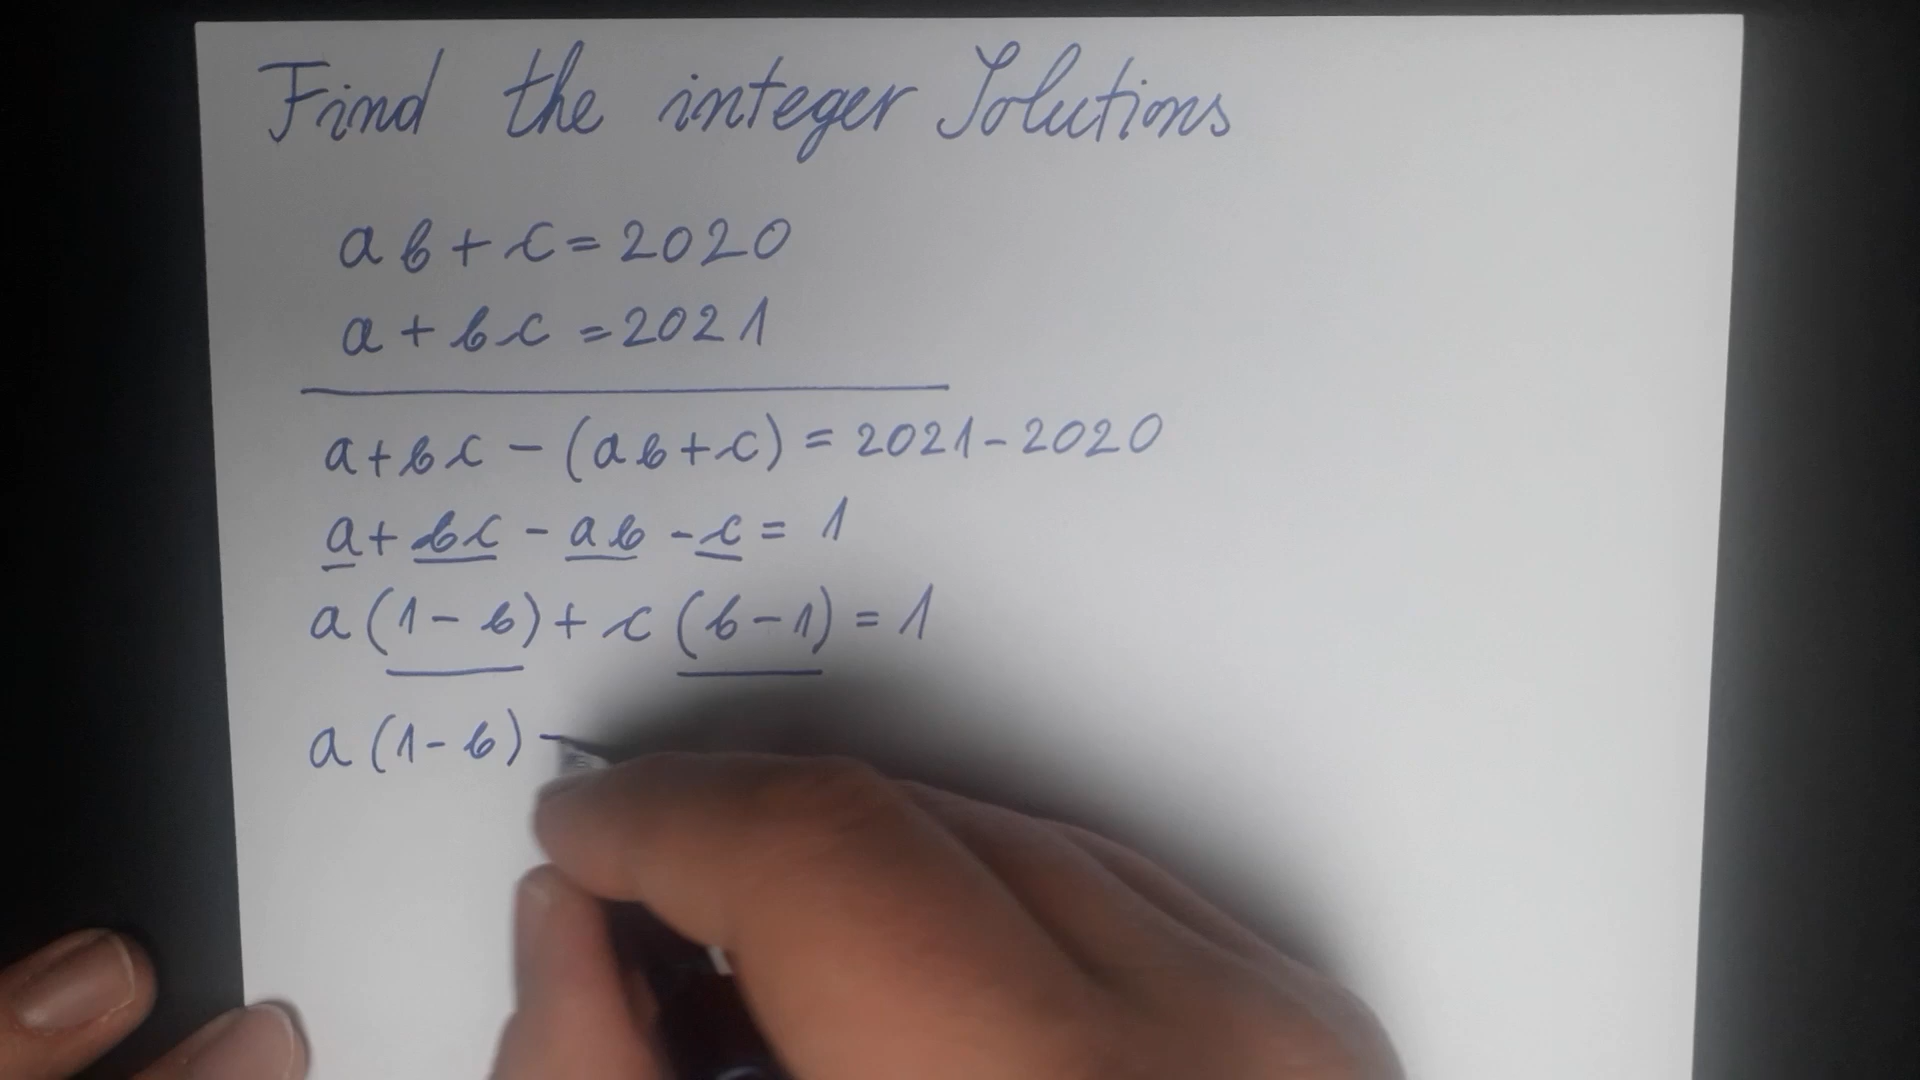 Find the integer Solutions
ab+c=2020
a+bc=2021
a+bc-(ab+c)=2021-2020
a+bc-ab-c=1
a(1-b)+c(b-1)=1
a(1-b)-